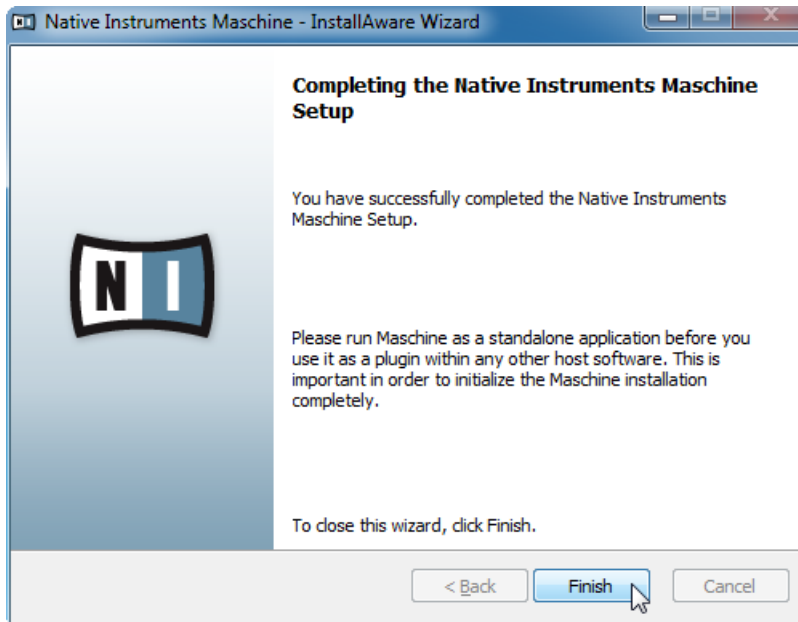 Native Instruments Maschine - InstallAware Wizard
Completing the Native Instruments Maschine
Setup
You have successfully completed the Native Instruments
Maschine Setup.
N I
Please run Maschine as a standalone application before you
use it as a plugin within any other host software. This is
important in order to initialize the Maschine installation
completely.
To close this wizard, click Finish.
< Back Finish Cancel